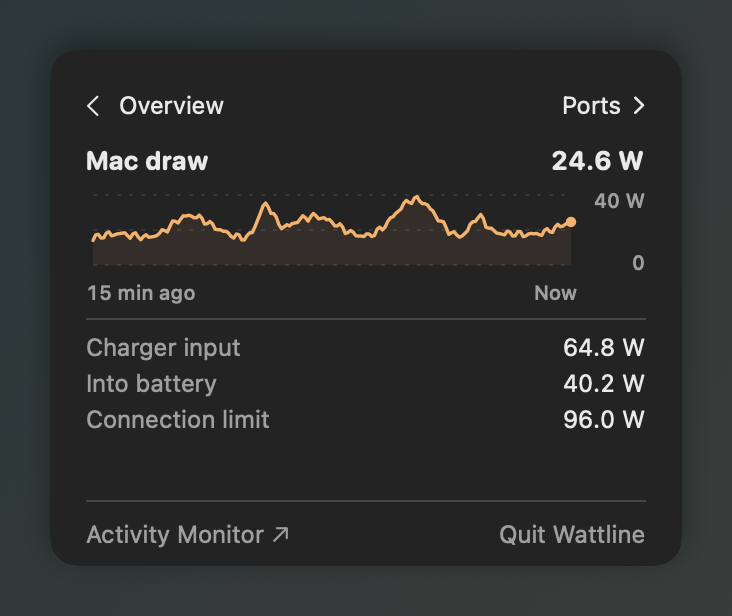 Overview Ports
Mac draw 24.6 W
40 W
0
15 min ago Now
Charger input 64.8 W
Into battery 40.2 W
Connection limit 96.0 W
Activity Monitor Quit Wattline